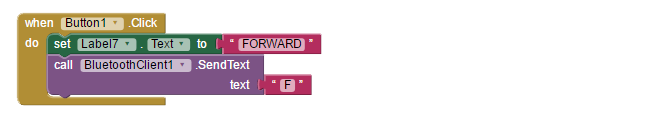 when Button1 .Click
do set Label7 . Text to " FORWARD "
call BluetoothClient1 .SendText
text " F "